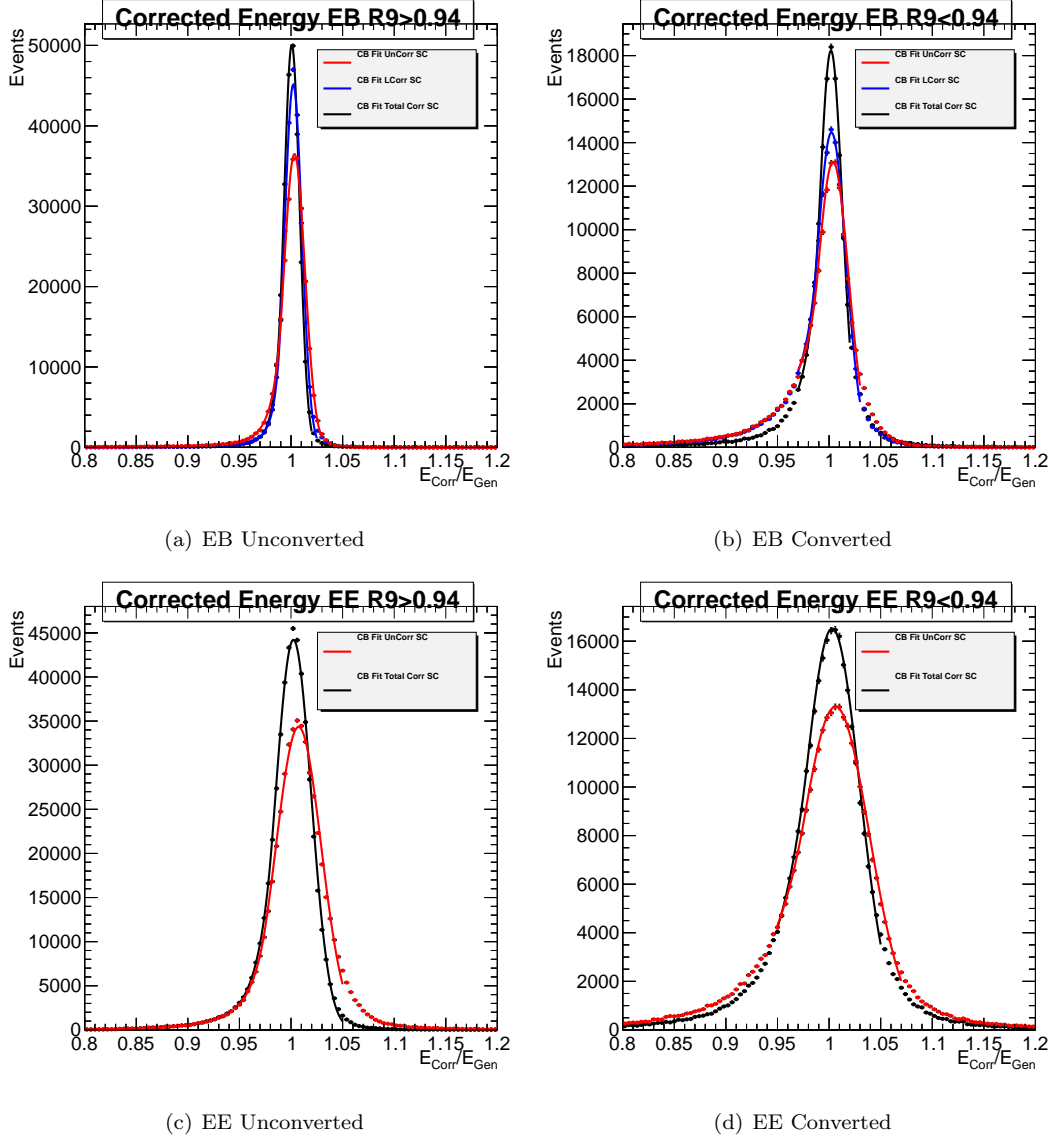 Corrected Energy EB R9>0.94
Events
50000
40000
30000
20000
10000
0
CB Fit UnCorr SC
CB Fit LCorr SC
CB Fit Total Corr SC
0.8 0.85 0.9 0.95 1 1.05 1.1 1.15 1.2
E_Corr/E_Gen
(a) EB Unconverted
Corrected Energy EB R9<0.94
Events
18000
16000
14000
12000
10000
8000
6000
4000
2000
0
CB Fit UnCorr SC
CB Fit LCorr SC
CB Fit Total Corr SC
0.8 0.85 0.9 0.95 1 1.05 1.1 1.15 1.2
E_Corr/E_Gen
(b) EB Converted
Corrected Energy EE R9>0.94
Events
45000
40000
35000
30000
25000
20000
15000
10000
5000
0
CB Fit UnCorr SC
CB Fit Total Corr SC
0.8 0.85 0.9 0.95 1 1.05 1.1 1.15 1.2
E_Corr/E_Gen
(c) EE Unconverted
Corrected Energy EE R9<0.94
Events
16000
14000
12000
10000
8000
6000
4000
2000
0
CB Fit UnCorr SC
CB Fit Total Corr SC
0.8 0.85 0.9 0.95 1 1.05 1.1 1.15 1.2
E_Corr/E_Gen
(d) EE Converted